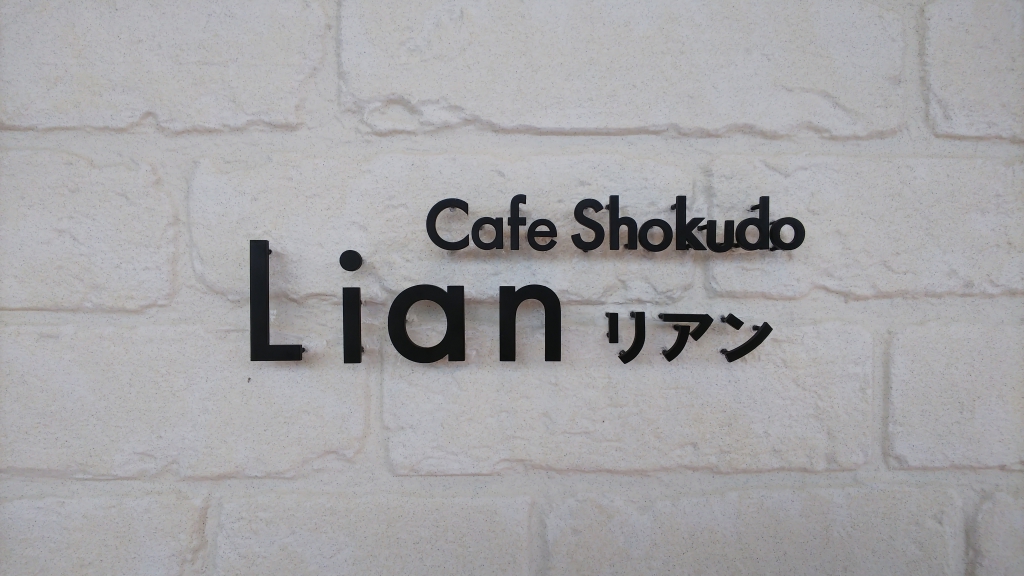 Cafe Shokudo
Lian リアン